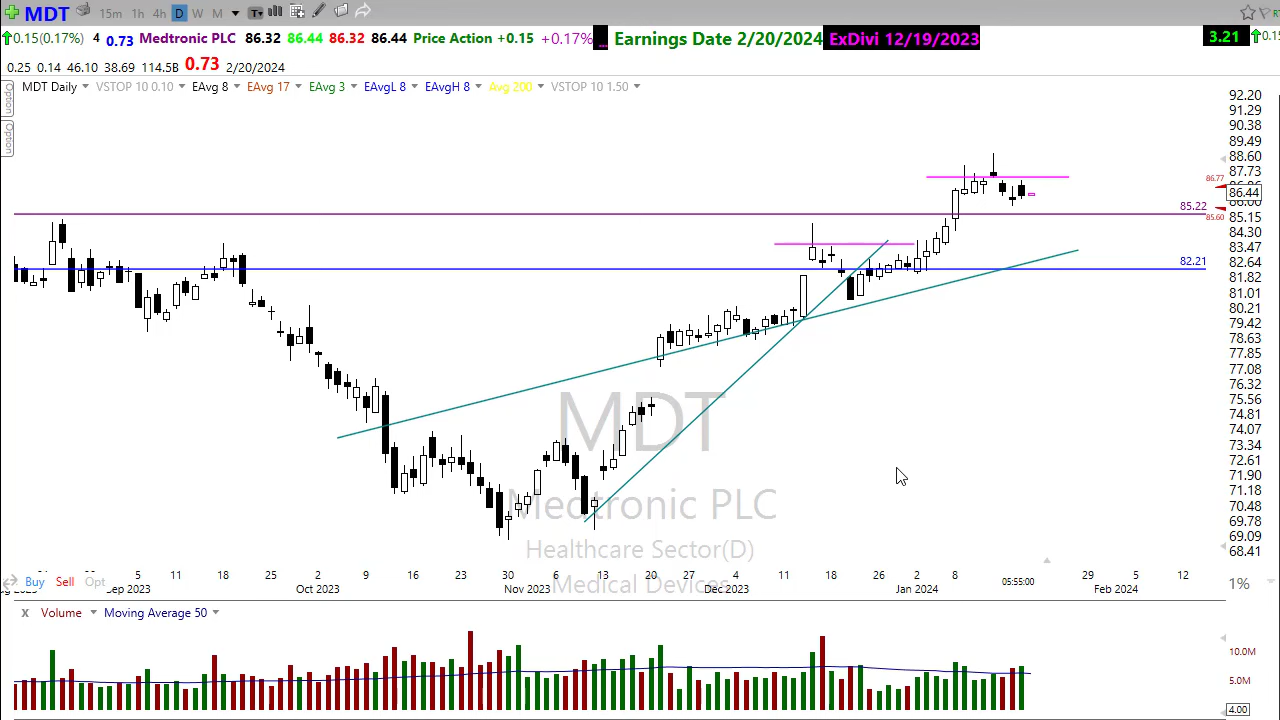 MDT 15m 1h 4h D W M
0.15(0.17%) 4 0.73 Medtronic PLC 86.32 86.44 86.32 86.44 Price Action +0.15 +0.17% ... Earnings Date 2/20/2024 ExDivi 12/19/2023 3.21
0.25 0.14 46.10 38.69 114.5B 0.73 2/20/2024
MDT Daily VSTOP 10 0.10 EAvg 8 EAvg 17 EAvg 3 EAvgL 8 EAvgH 8 Avg 200 VSTOP 10 1.50
Option
Option
92.20
91.29
90.38
89.49
88.60
87.73
86.77
86.44
86.00
85.22
85.60
85.15
84.30
83.47
82.21
82.64
81.82
81.01
80.21
79.42
78.63
77.85
77.08
76.32
75.56
74.81
74.07
73.34
72.61
71.90
71.18
70.48
69.78
69.09
68.41
MDT
Medtronic PLC
Healthcare Sector(D)
Medical Devices
5 11 18 25 2 9 16 23 30 6 13 20 27 4 11 18 26 2 8 05:55:00 29 5 12
Buy Sell Opt
1%
Sep 2023 Oct 2023 Nov 2023 Dec 2023 Jan 2024 Feb 2024
x Volume Moving Average 50
10.0M
5.0M
4.00